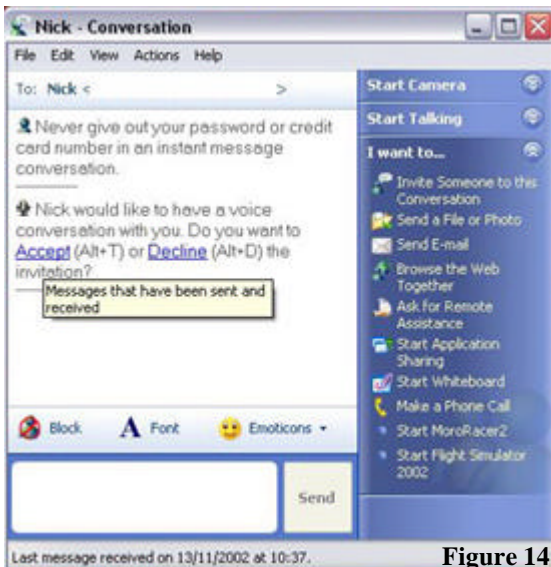 Nick - Conversation
File Edit View Actions Help
To: Nick < >
Never give out your password or credit
card number in an instant message
conversation.
Nick would like to have a voice
conversation with you. Do you want to
Accept (Alt+T) or Decline (Alt+D) the
invitation?
Messages that have been sent and
received
Block Font Emoticons
Send
Last message received on 13/11/2002 at 10:37.
Start Camera
Start Talking
I want to...
Invite Someone to this
Conversation
Send a File or Photo
Send E-mail
Browse the Web
Together
Ask for Remote
Assistance
Start Application
Sharing
Start Whiteboard
Make a Phone Call
Start MoroRacer2
Start Flight Simulator
2002
Figure 14